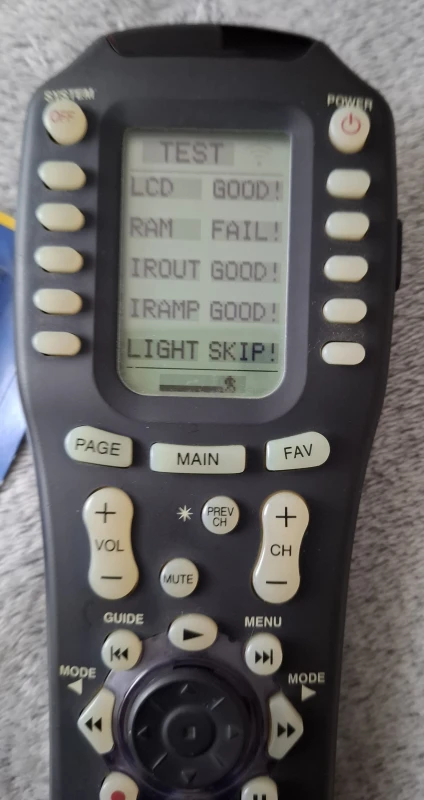 SYSTEM
POWER
OFF
TEST
LCD GOOD!
RAM FAIL!
IROUT GOOD!
IRAMP GOOD!
LIGHT SKIP!
PAGE
MAIN
FAV
+
VOL
-
PREV
CH
+
CH
-
MUTE
GUIDE
MENU
MODE
MODE